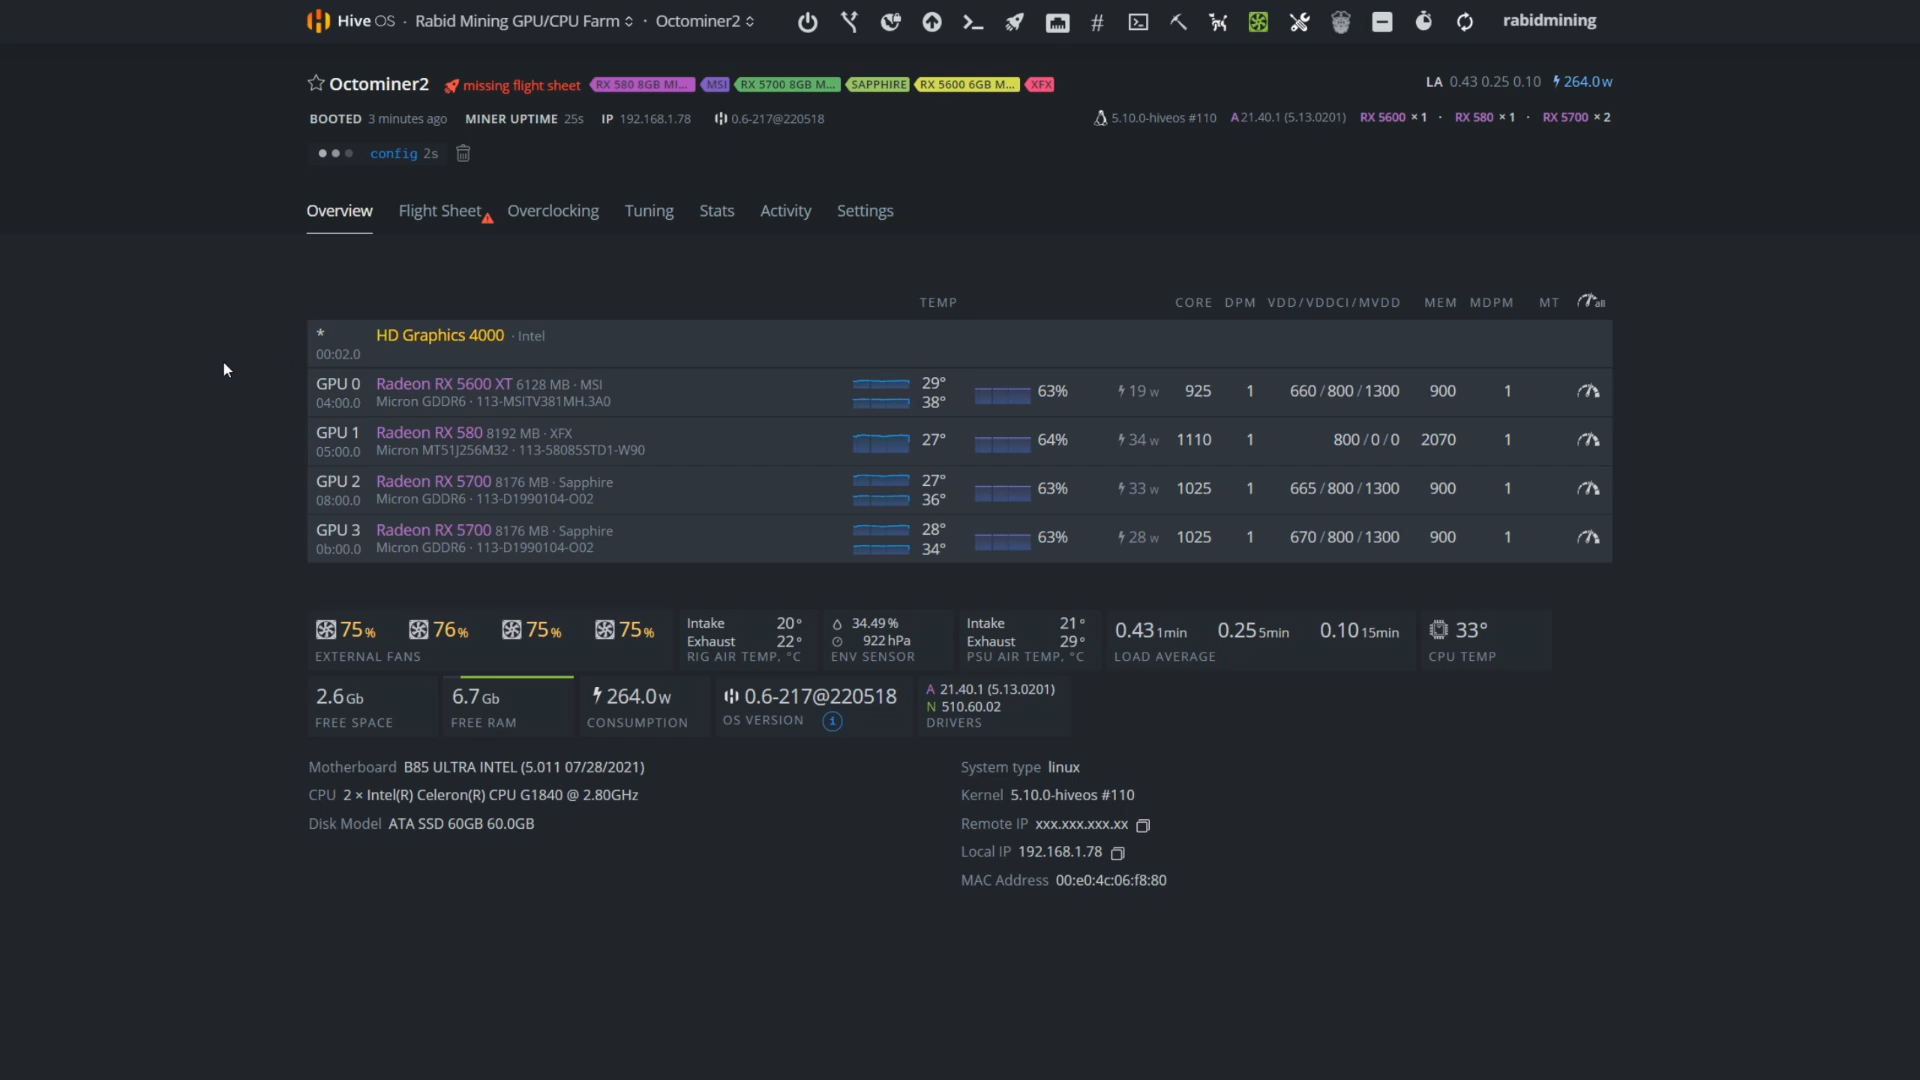 Hive OS · Rabid Mining GPU/CPU Farm · Octominer2 rabidmining
Octominer2 missing flight sheet RX 580 8GB MI... MSI RX 5700 8GB M... SAPPHIRE RX 5600 6GB M... XFX LA 0.43 0.25 0.10 264.0 w
BOOTED 3 minutes ago MINER UPTIME 25s IP 192.168.1.78 0.6-217@220518 5.10.0-hiveos #110 A 21.40.1 (5.13.0201) RX 5600 × 1 · RX 580 × 1 · RX 5700 × 2
config 2s
Overview Flight Sheet Overclocking Tuning Stats Activity Settings
TEMP CORE DPM VDD/VDDCI/MVDD MEM MDPM MT all
* HD Graphics 4000 · Intel
00:02.0
GPU 0 Radeon RX 5600 XT 6128 MB · MSI 29° 63% 19 w 925 1 660 / 800 / 1300 900 1
04:00.0 Micron GDDR6 · 113-MSITV381MH.3A0 38°
GPU 1 Radeon RX 580 8192 MB · XFX 27° 64% 34 w 1110 1 800 / 0 / 0 2070 1
05:00.0 Micron MT51J256M32 · 113-58085STD1-W90
GPU 2 Radeon RX 5700 8176 MB · Sapphire 27° 63% 33 w 1025 1 665 / 800 / 1300 900 1
08:00.0 Micron GDDR6 · 113-D1990104-O02 36°
GPU 3 Radeon RX 5700 8176 MB · Sapphire 28° 63% 28 w 1025 1 670 / 800 / 1300 900 1
0b:00.0 Micron GDDR6 · 113-D1990104-O02 34°
75 % 76 % 75 % 75 %
EXTERNAL FANS
Intake 20°
Exhaust 22°
RIG AIR TEMP, °C
34.49 %
922 hPa
ENV SENSOR
Intake 21°
Exhaust 29°
PSU AIR TEMP, °C
0.43 1min 0.25 5min 0.10 15min
LOAD AVERAGE
33°
CPU TEMP
2.6 Gb
FREE SPACE
6.7 Gb
FREE RAM
264.0 w
CONSUMPTION
0.6-217@220518
OS VERSION i
A 21.40.1 (5.13.0201)
N 510.60.02
DRIVERS
Motherboard B85 ULTRA INTEL (5.011 07/28/2021)
CPU 2 × Intel(R) Celeron(R) CPU G1840 @ 2.80GHz
Disk Model ATA SSD 60GB 60.0GB
System type linux
Kernel 5.10.0-hiveos #110
Remote IP xxx.xxx.xxx.xx
Local IP 192.168.1.78
MAC Address 00:e0:4c:06:f8:80